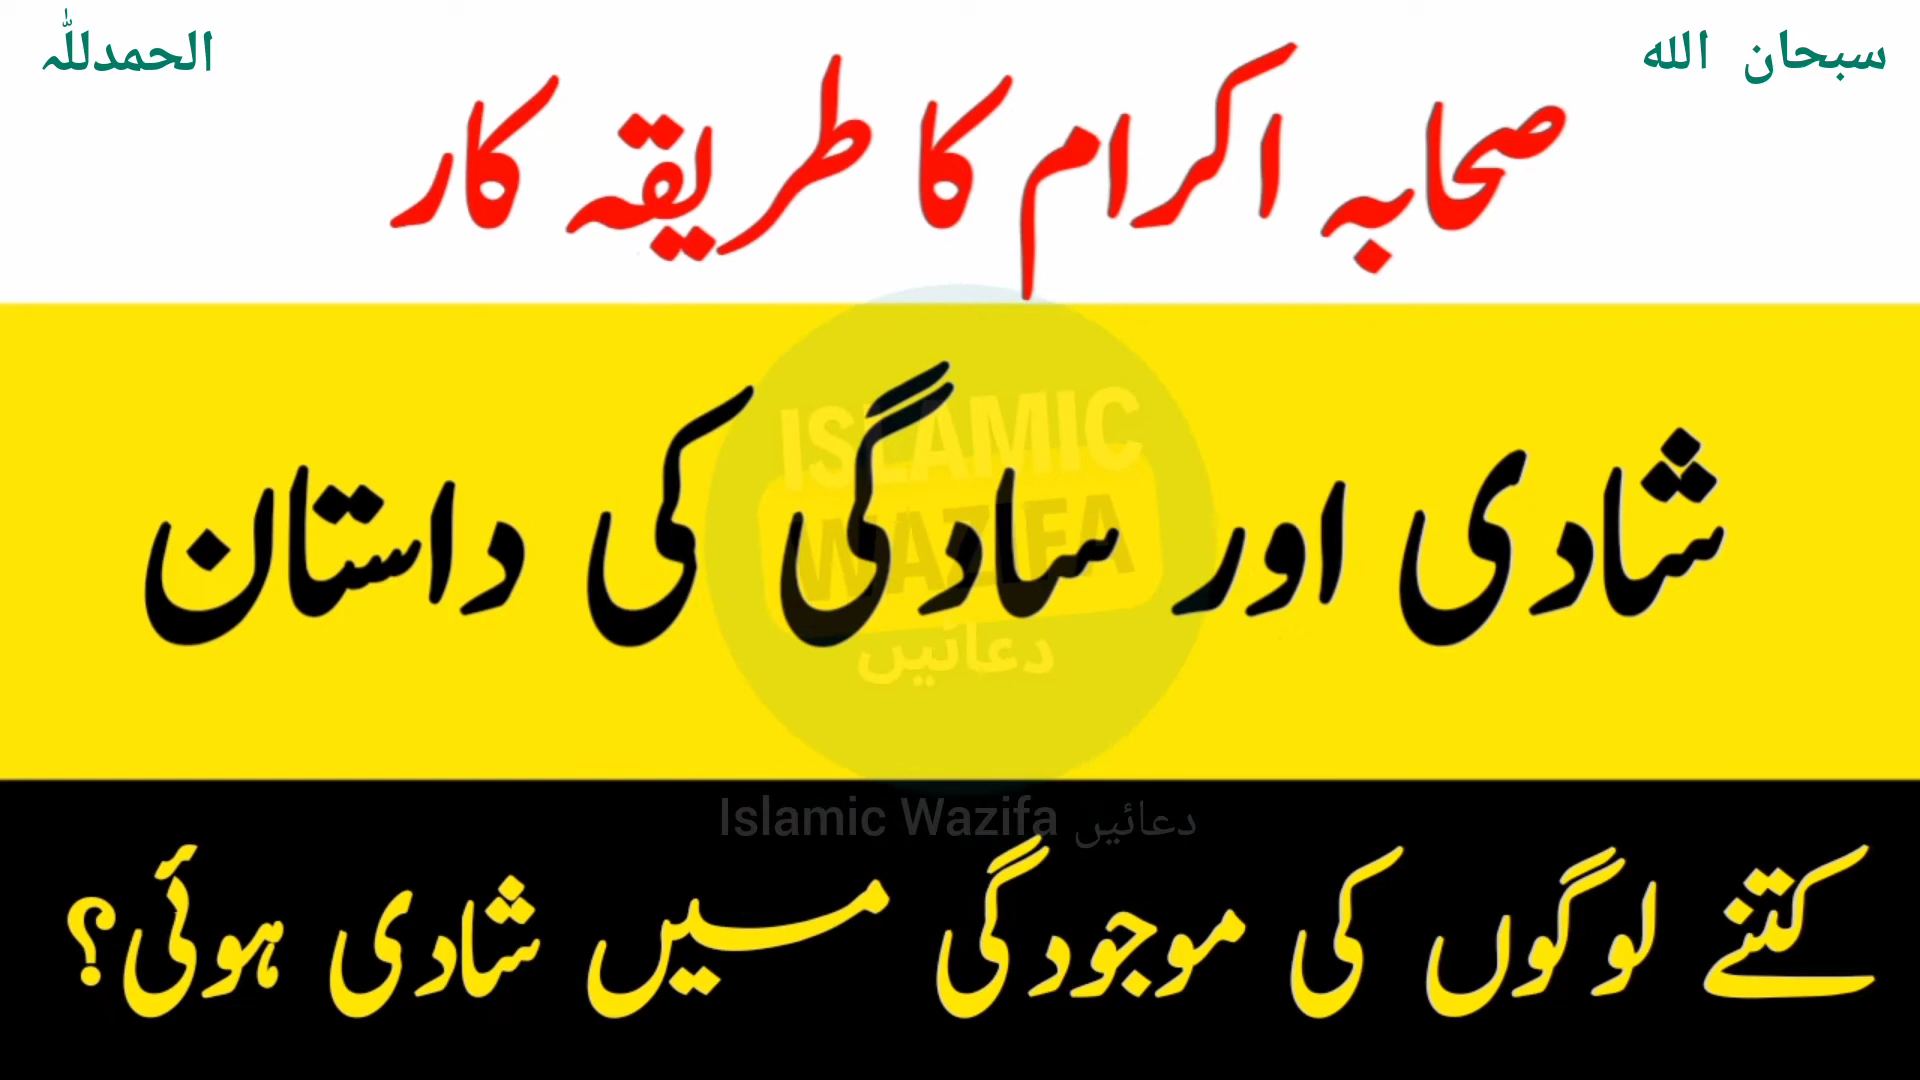 سبحان الله
الحمدللّٰہ
صحابہ اکرام کا طریقہ کار
شادی اور سادگی کی داستان
ISLAMIC
WAZIFA
دعائیں
Islamic Wazifa دعائیں
کتنے لوگوں کی موجودگی میں شادی ہوئی؟